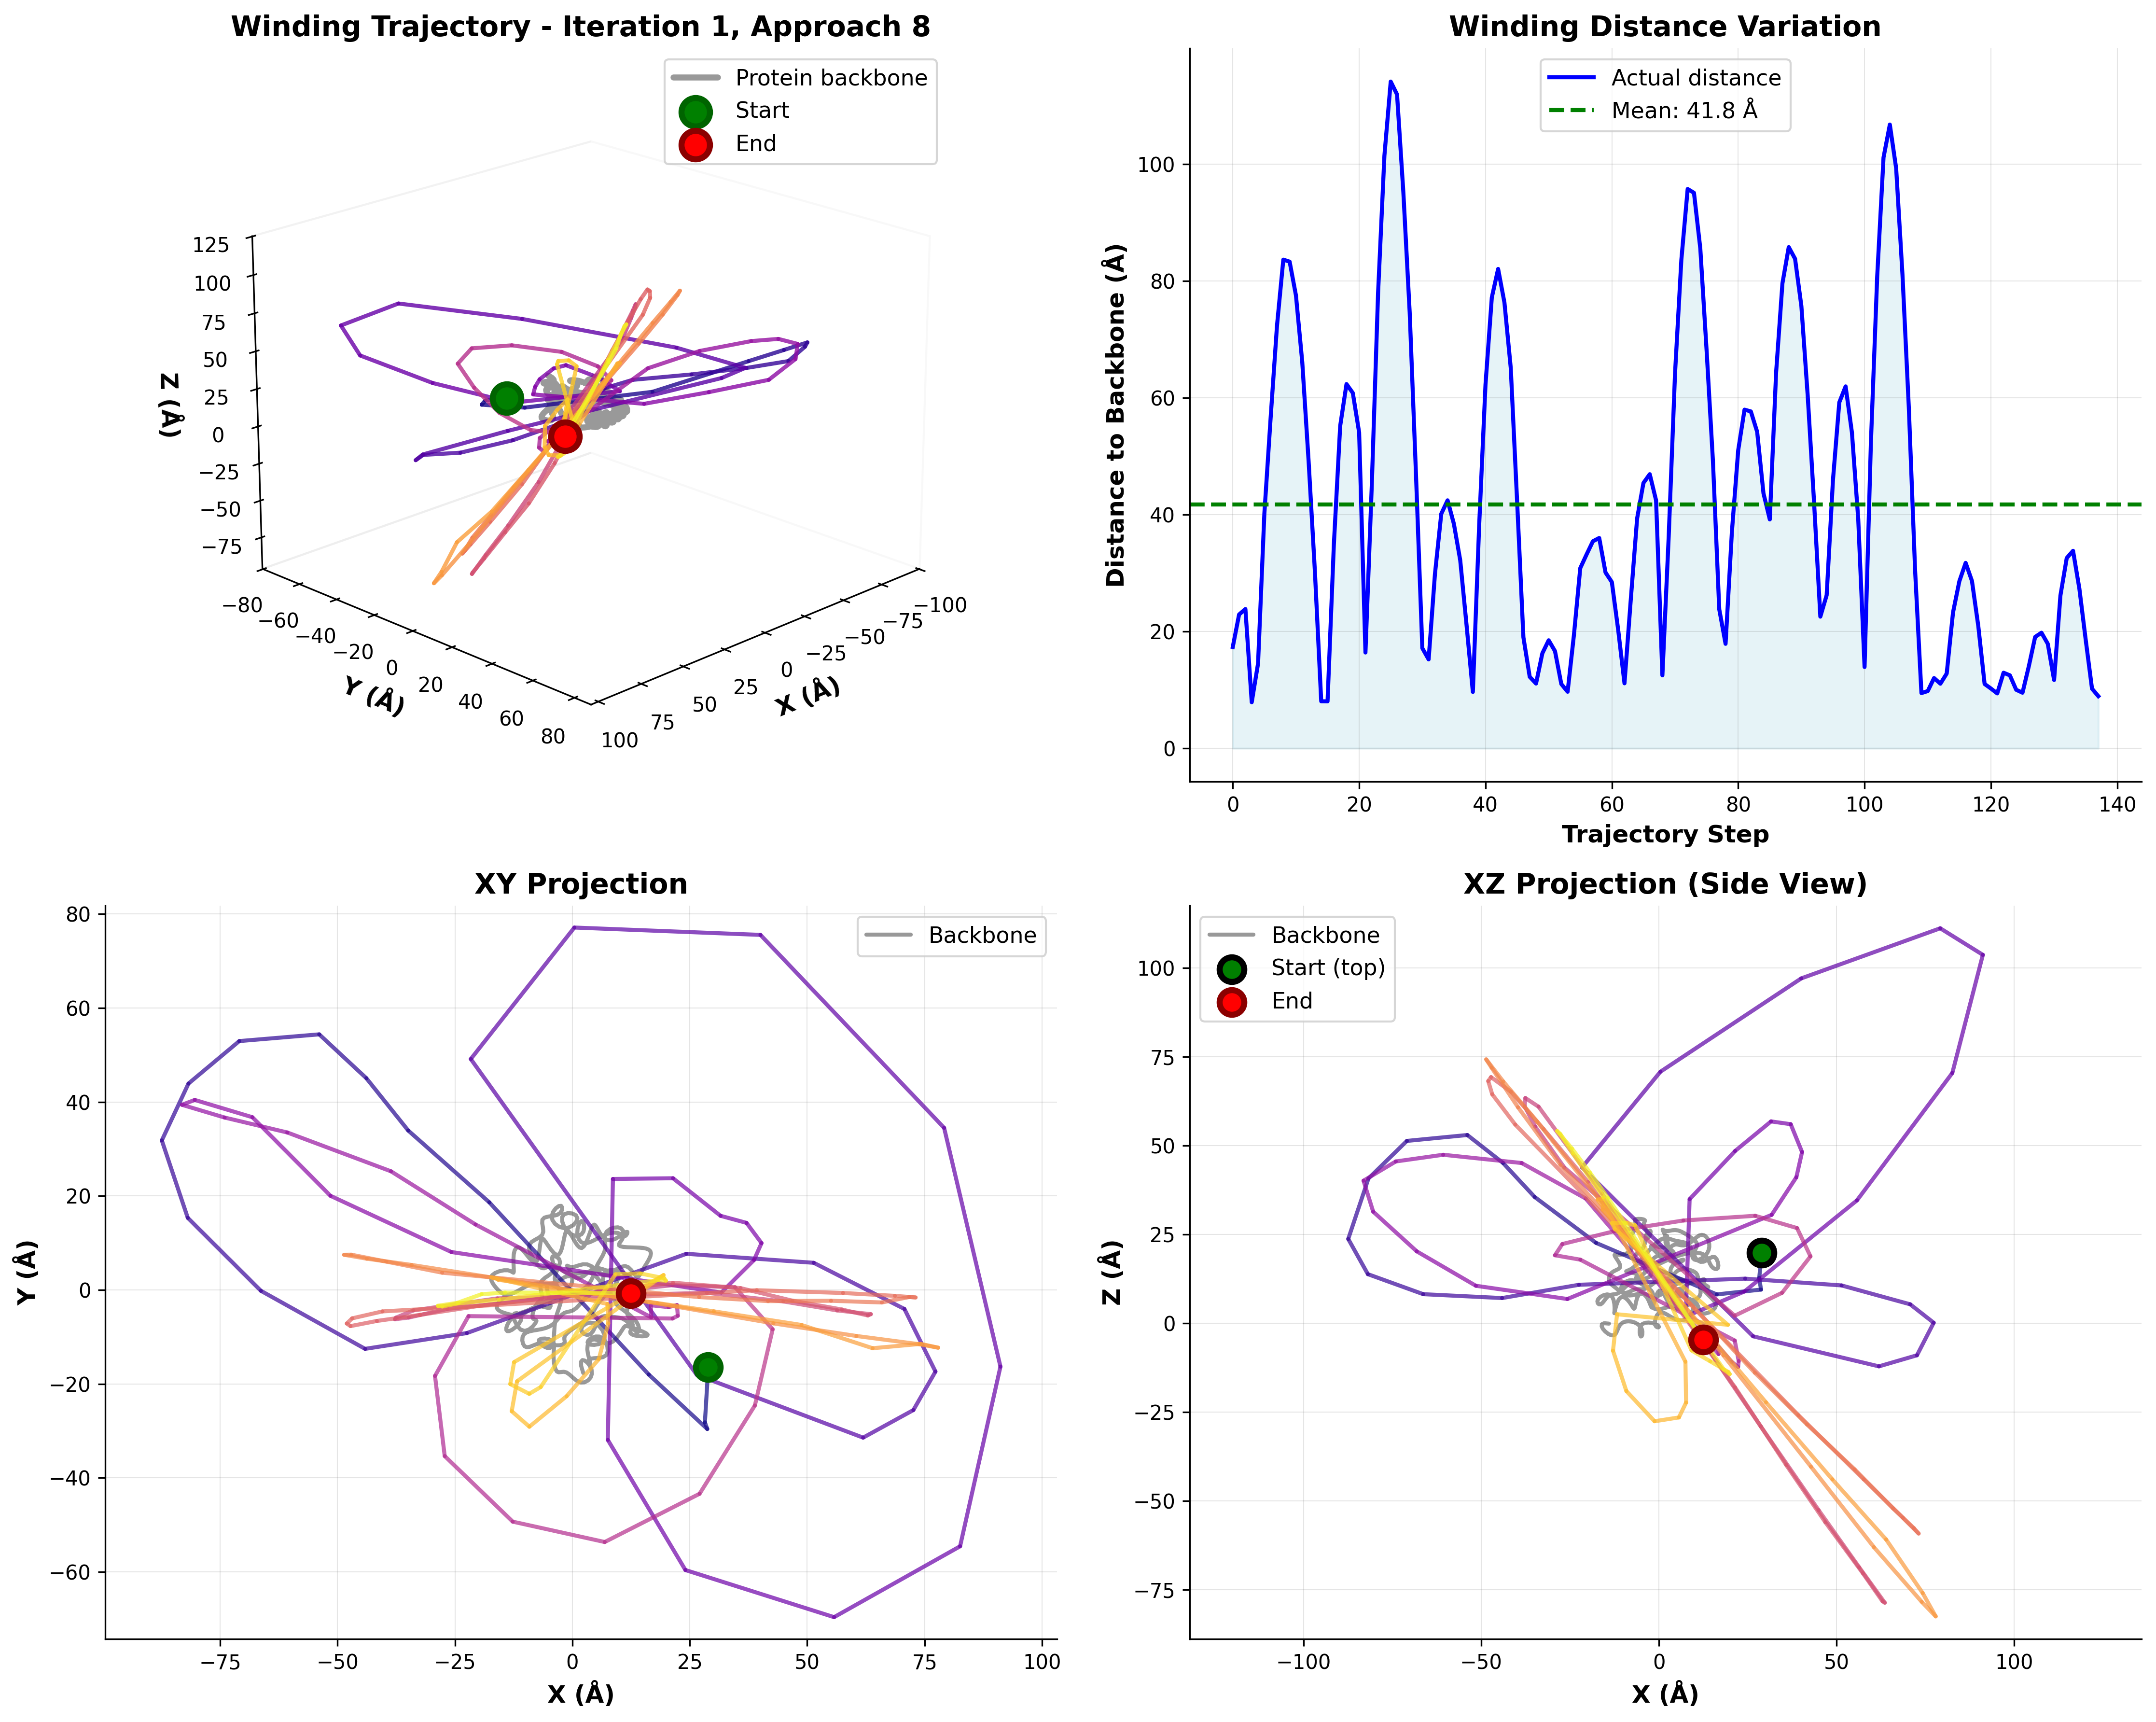 Winding Trajectory - Iteration 1, Approach 8
Protein backbone
Start
End
125
100
75
50
25
0
−25
−50
−75
Z (Å)
−80
−60
−40
−20
0
20
40
60
80
Y (Å)
100
75
50
25
0
−25
−50
−75
−100
X (Å)
Winding Distance Variation
Actual distance
Mean: 41.8 Å
100
80
60
40
20
0
Distance to Backbone (Å)
0 20 40 60 80 100 120 140
Trajectory Step
XY Projection
Backbone
80
60
40
20
0
−20
−40
−60
Y (Å)
−75 −50 −25 0 25 50 75 100
X (Å)
XZ Projection (Side View)
Backbone
Start (top)
End
100
75
50
25
0
−25
−50
−75
Z (Å)
−100 −50 0 50 100
X (Å)